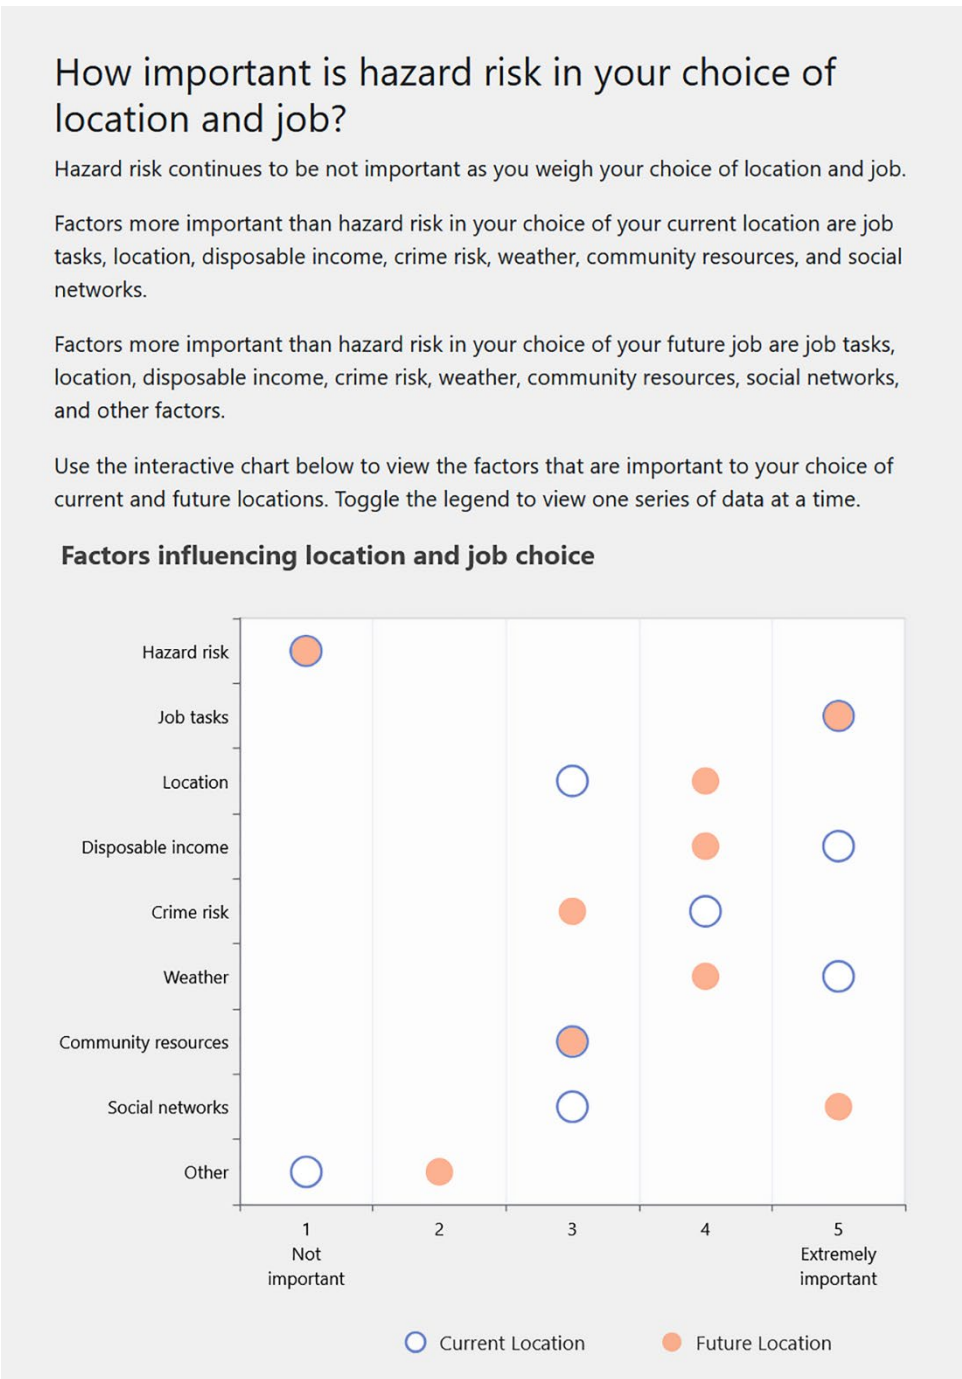 How important is hazard risk in your choice of
location and job?
Hazard risk continues to be not important as you weigh your choice of location and job.
Factors more important than hazard risk in your choice of your current location are job
tasks, location, disposable income, crime risk, weather, community resources, and social
networks.
Factors more important than hazard risk in your choice of your future job are job tasks,
location, disposable income, crime risk, weather, community resources, social networks,
and other factors.
Use the interactive chart below to view the factors that are important to your choice of
current and future locations. Toggle the legend to view one series of data at a time.
Factors influencing location and job choice
Hazard risk
Job tasks
Location
Disposable income
Crime risk
Weather
Community resources
Social networks
Other
1 2 3 4 5
Not Extremely
important important
Current Location Future Location